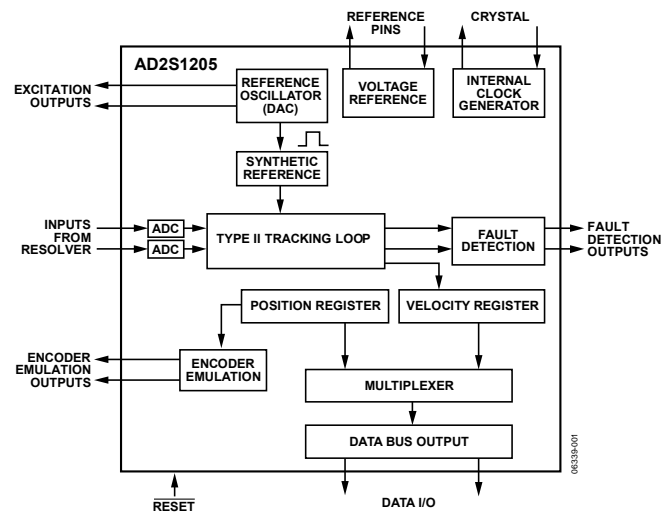 REFERENCE
PINS
CRYSTAL
AD2S1205
EXCITATION
OUTPUTS
REFERENCE
OSCILLATOR
(DAC)
VOLTAGE
REFERENCE
INTERNAL
CLOCK
GENERATOR
SYNTHETIC
REFERENCE
INPUTS
FROM
RESOLVER
ADC
ADC
TYPE II TRACKING LOOP
FAULT
DETECTION
FAULT
DETECTION
OUTPUTS
POSITION REGISTER
VELOCITY REGISTER
ENCODER
EMULATION
OUTPUTS
ENCODER
EMULATION
MULTIPLEXER
DATA BUS OUTPUT
06339-001
RESET
DATA I/O